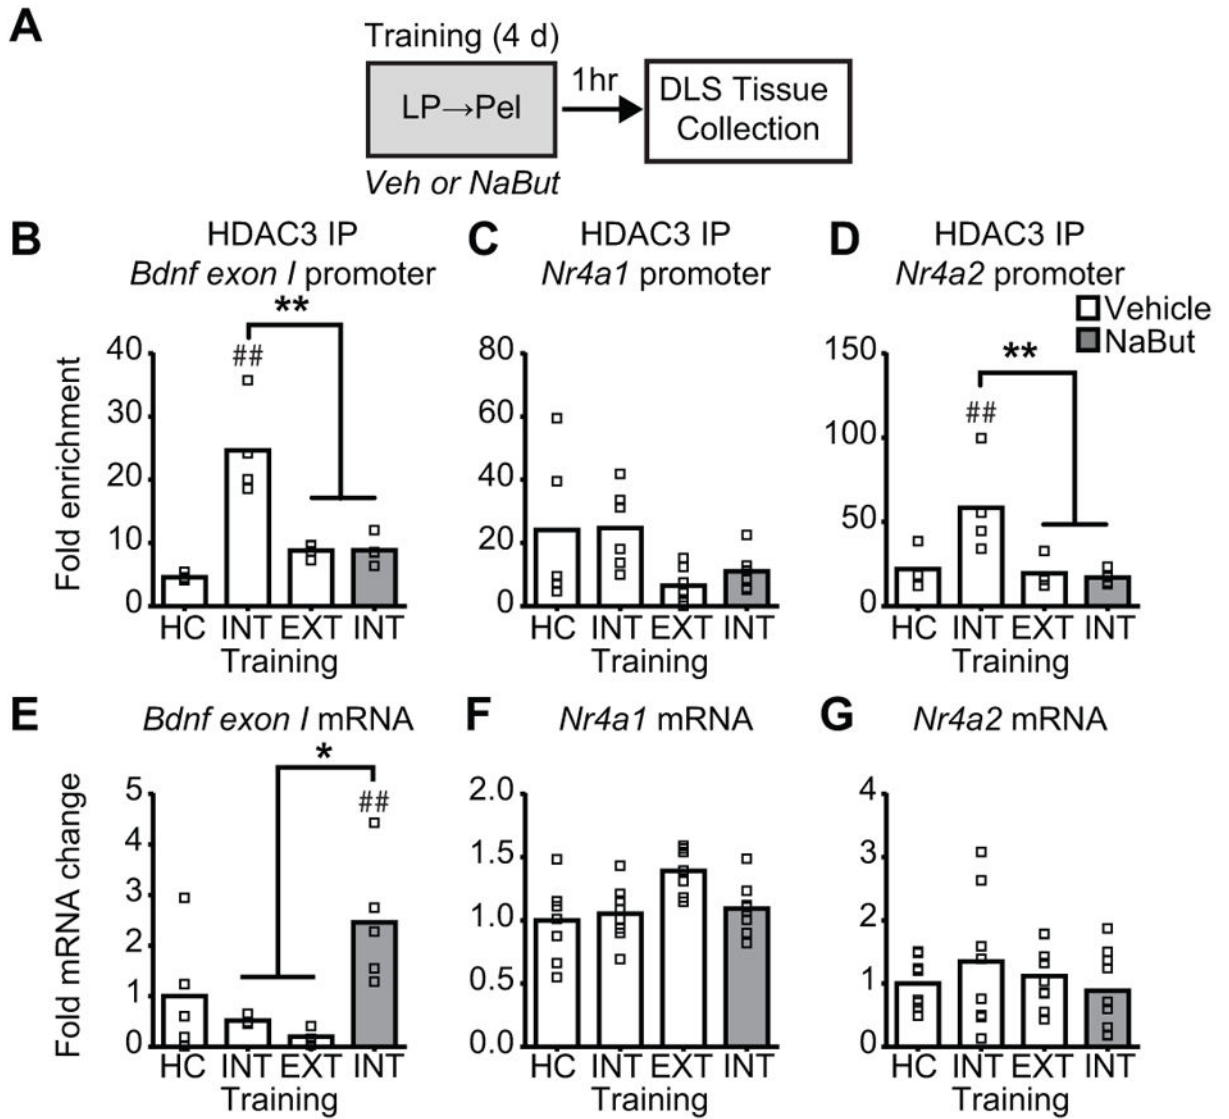 A
Training (4 d)
LP→Pel
1hr
DLS Tissue
Collection
Veh or NaBut
B
HDAC3 IP
Bdnf exon I promoter
**
##
Fold enrichment
40
30
20
10
0
HC INT EXT INT
Training
C
HDAC3 IP
Nr4a1 promoter
80
60
40
20
0
HC INT EXT INT
Training
D
HDAC3 IP
Nr4a2 promoter
Vehicle
NaBut
**
##
150
100
50
0
HC INT EXT INT
Training
E
Bdnf exon I mRNA
*
##
Fold mRNA change
5
4
3
2
1
0
HC INT EXT INT
Training
F
Nr4a1 mRNA
2.0
1.5
1.0
0.5
0.0
HC INT EXT INT
Training
G
Nr4a2 mRNA
4
3
2
1
0
HC INT EXT INT
Training